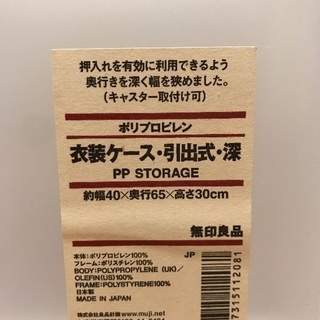 押入れを有効に利用できるよう
奥行きを深く幅を狭めました。
（キャスター取付け可）
ポリプロピレン
衣装ケース・引出式・深
PP STORAGE
約幅40×奥行65×高さ30cm
無印良品
本体：ポリプロピレン100%
フレーム：ポリスチレン100%
BODY:POLYPROPYLENE (UK)/
OLEFIN(US)100%
FRAME:POLYSTYRENE100%
日本製
MADE IN JAPAN
JP
株式会社良品計画 www.muji.net
7315112081